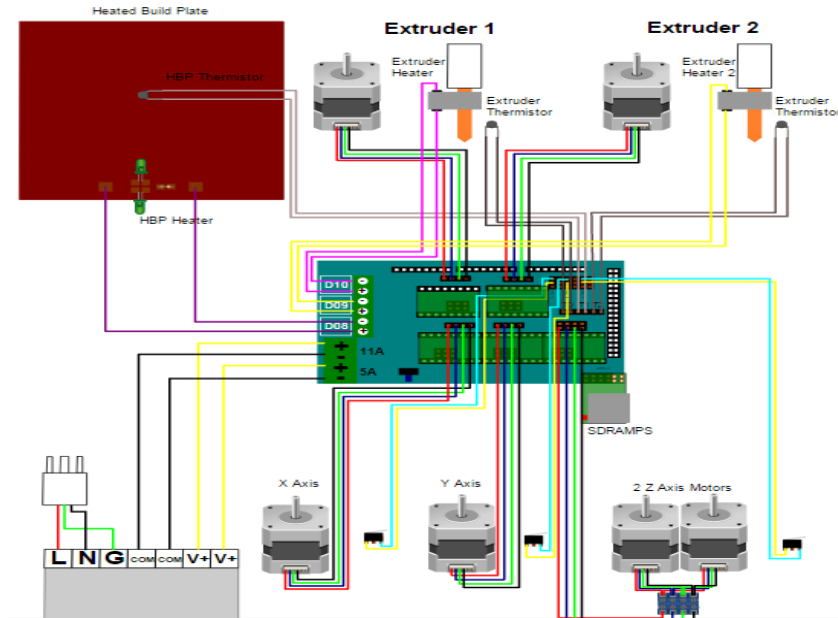 Heated Build Plate
Extruder 1
Extruder 2
HBP Thermistor
Extruder
Heater
Extruder
Thermistor
Extruder
Heater 2
Extruder
Thermistor
HBP Heater
D10
D09
D08
-
+
-
+
-
+
+
-
+
-
11A
5A
SDRAMPS
X Axis
Y Axis
2 Z Axis Motors
L N G COM COM V+ V+